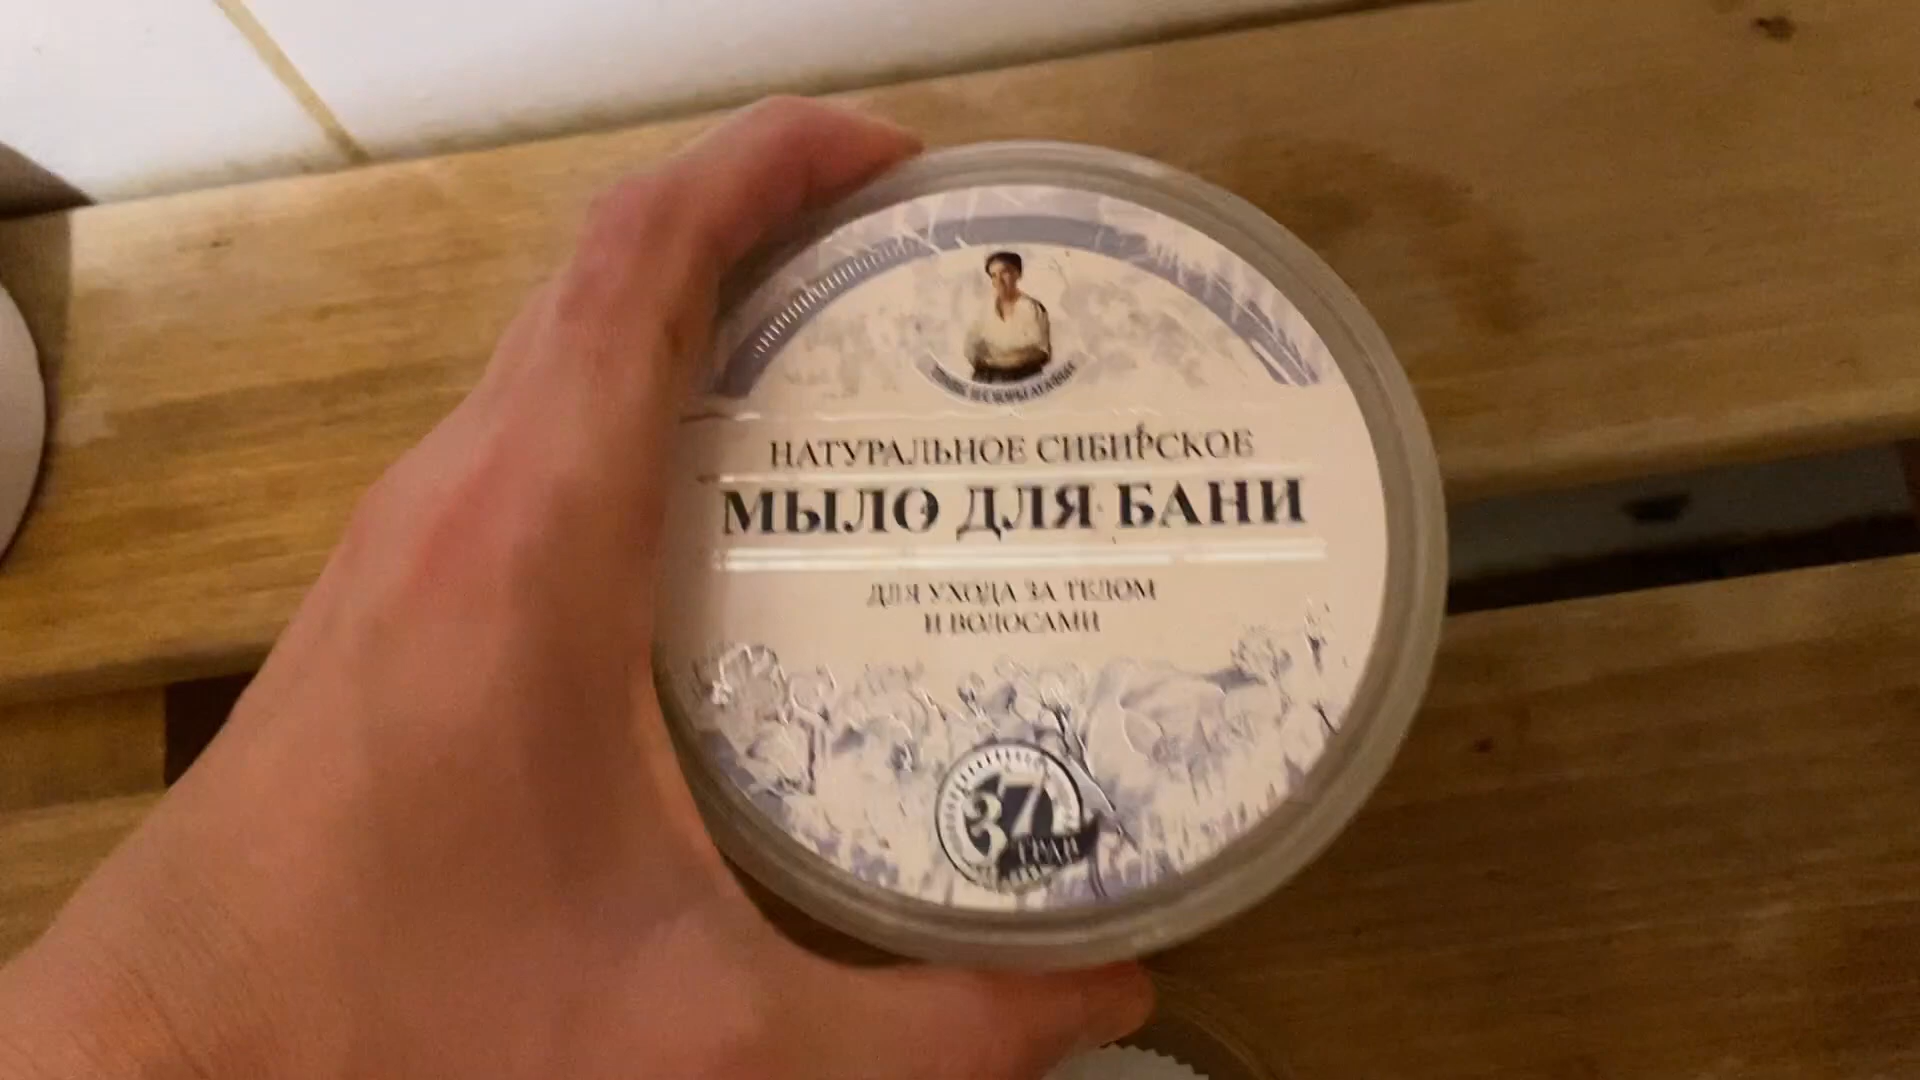 НАТУРАЛЬНОЕ СИБИРСКОЕ
МЫЛО ДЛЯ БАНИ
ДЛЯ УХОДА ЗА ТЕЛОМ
И ВОЛОСАМИ
37